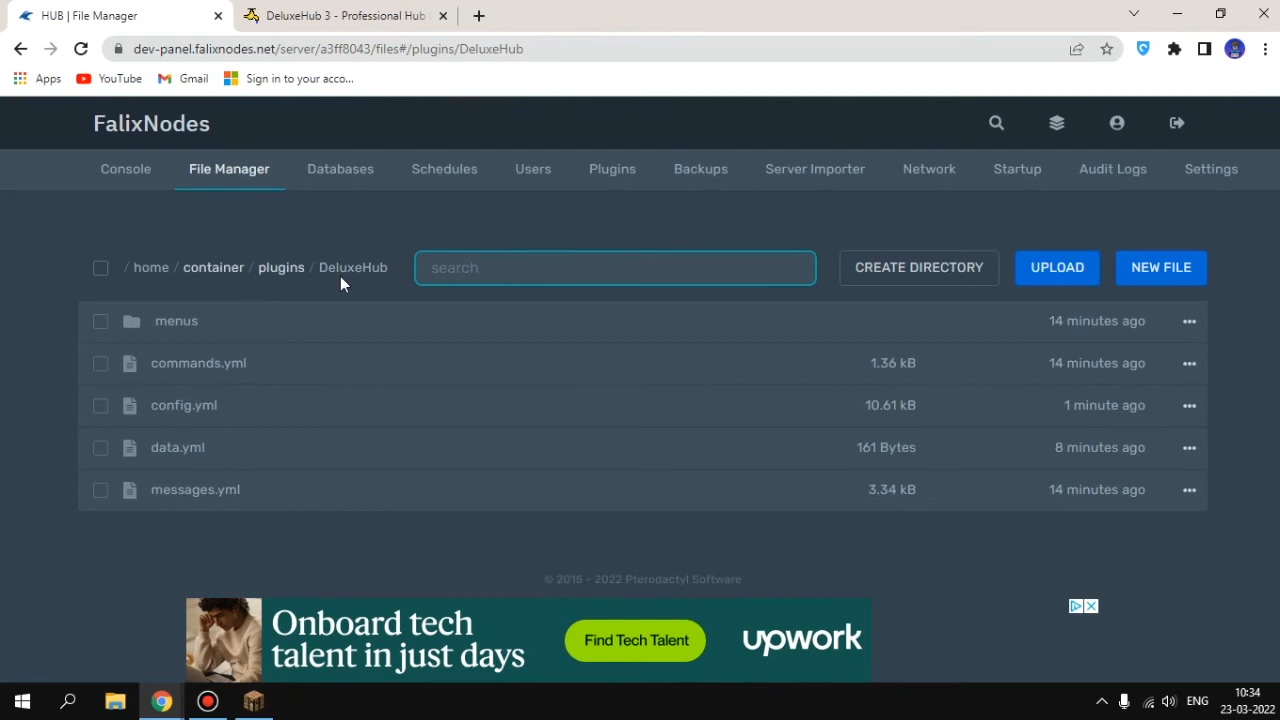 HUB | File Manager
DeluxeHub 3 - Professional Hub
dev-panel.falixnodes.net/server/a3ff8043/files#/plugins/DeluxeHub
Apps YouTube Gmail Sign in to your acco...
FalixNodes
Console File Manager Databases Schedules Users Plugins Backups Server Importer Network Startup Audit Logs Settings
/ home / container / plugins / DeluxeHub search CREATE DIRECTORY UPLOAD NEW FILE
menus 14 minutes ago
commands.yml 1.36 kB 14 minutes ago
config.yml 10.61 kB 1 minute ago
data.yml 161 Bytes 8 minutes ago
messages.yml 3.34 kB 14 minutes ago
© 2015 - 2022 Pterodactyl Software
Onboard tech
talent in just days
Find Tech Talent
upwork
ENG
10:34
23-03-2022